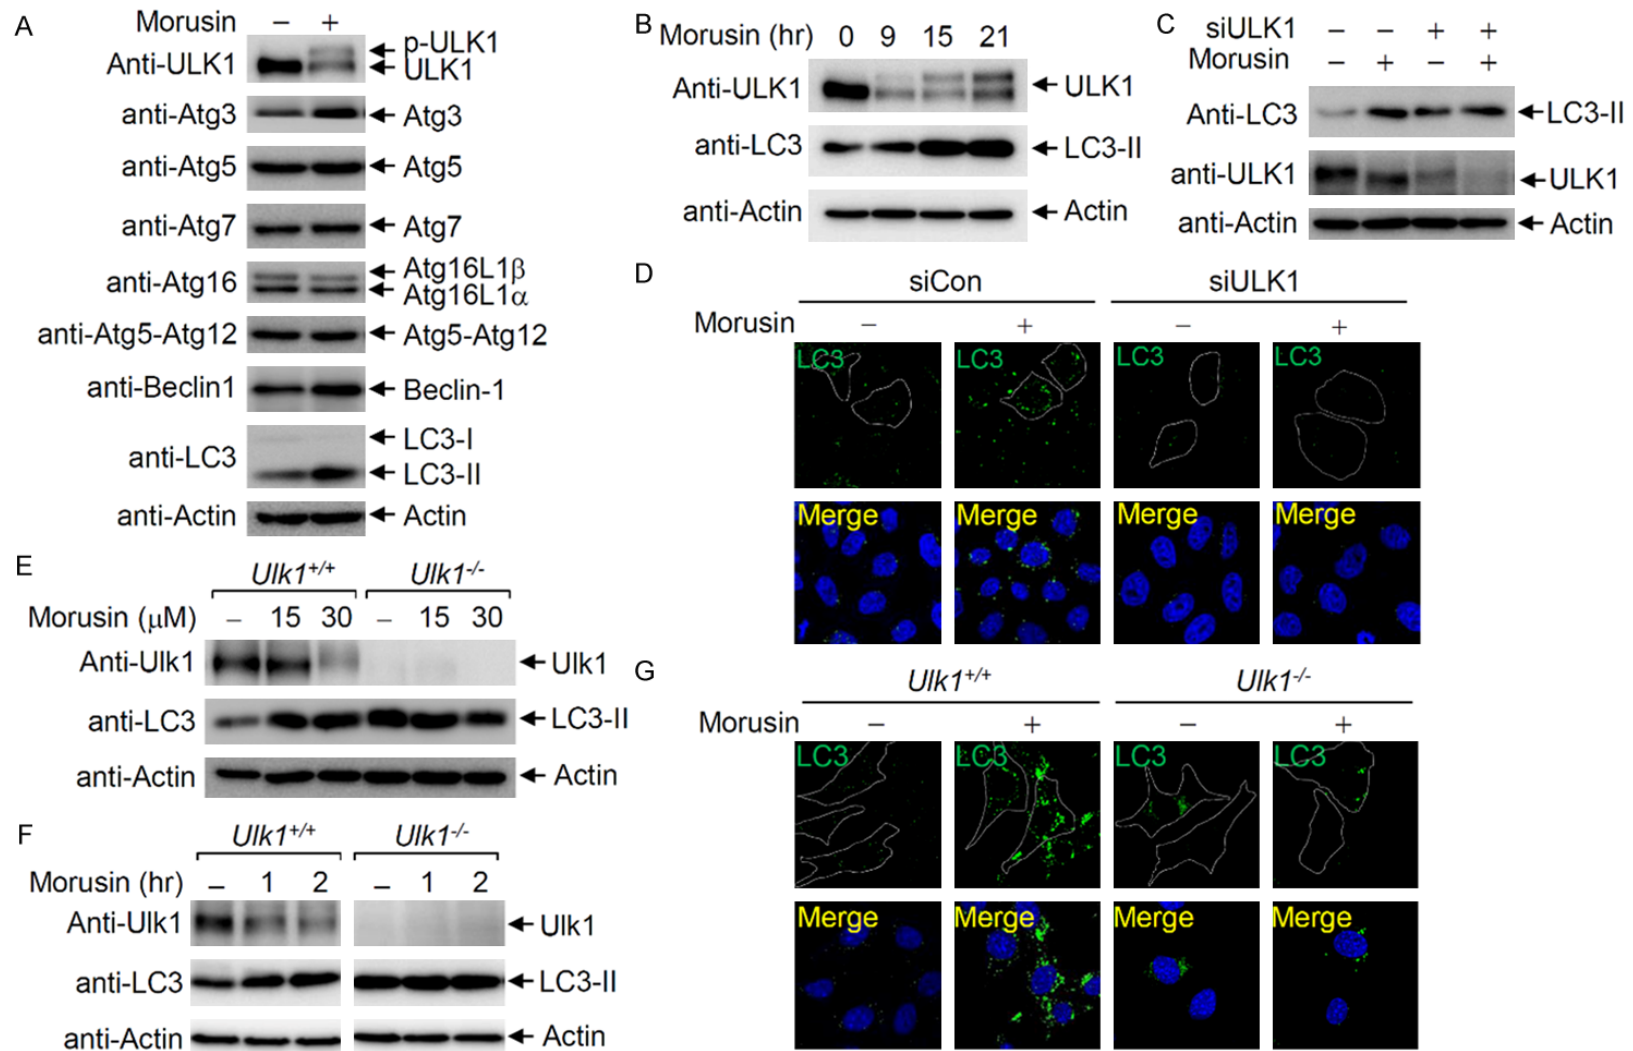 A
Morusin − +
Anti-ULK1 p-ULK1
ULK1
anti-Atg3 Atg3
anti-Atg5 Atg5
anti-Atg7 Atg7
anti-Atg16 Atg16L1β
Atg16L1α
anti-Atg5-Atg12 Atg5-Atg12
anti-Beclin1 Beclin-1
anti-LC3 LC3-I
LC3-II
anti-Actin Actin
B
Morusin (hr) 0 9 15 21
Anti-ULK1 ULK1
anti-LC3 LC3-II
anti-Actin Actin
C
siULK1 − − + +
Morusin − + − +
Anti-LC3 LC3-II
anti-ULK1 ULK1
anti-Actin Actin
D
siCon siULK1
Morusin − + − +
LC3 LC3 LC3 LC3
Merge Merge Merge Merge
E
Ulk1+/+ Ulk1-/-
Morusin (μM) − 15 30 − 15 30
Anti-Ulk1 Ulk1
anti-LC3 LC3-II
anti-Actin Actin
F
Ulk1+/+ Ulk1-/-
Morusin (hr) − 1 2 − 1 2
Anti-Ulk1 Ulk1
anti-LC3 LC3-II
anti-Actin Actin
G
Ulk1+/+ Ulk1-/-
Morusin − + − +
LC3 LC3 LC3 LC3
Merge Merge Merge Merge